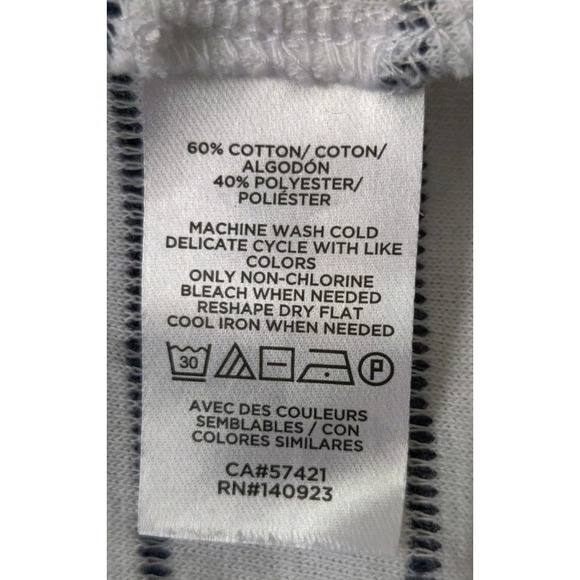 60% COTTON/ COTON/
ALGODÓN
40% POLYESTER/
POLIÉSTER
MACHINE WASH COLD
DELICATE CYCLE WITH LIKE
COLORS
ONLY NON-CHLORINE
BLEACH WHEN NEEDED
RESHAPE DRY FLAT
COOL IRON WHEN NEEDED
30 P
AVEC DES COULEURS
SEMBLABLES / CON
COLORES SIMILARES
CA#57421
RN#140923